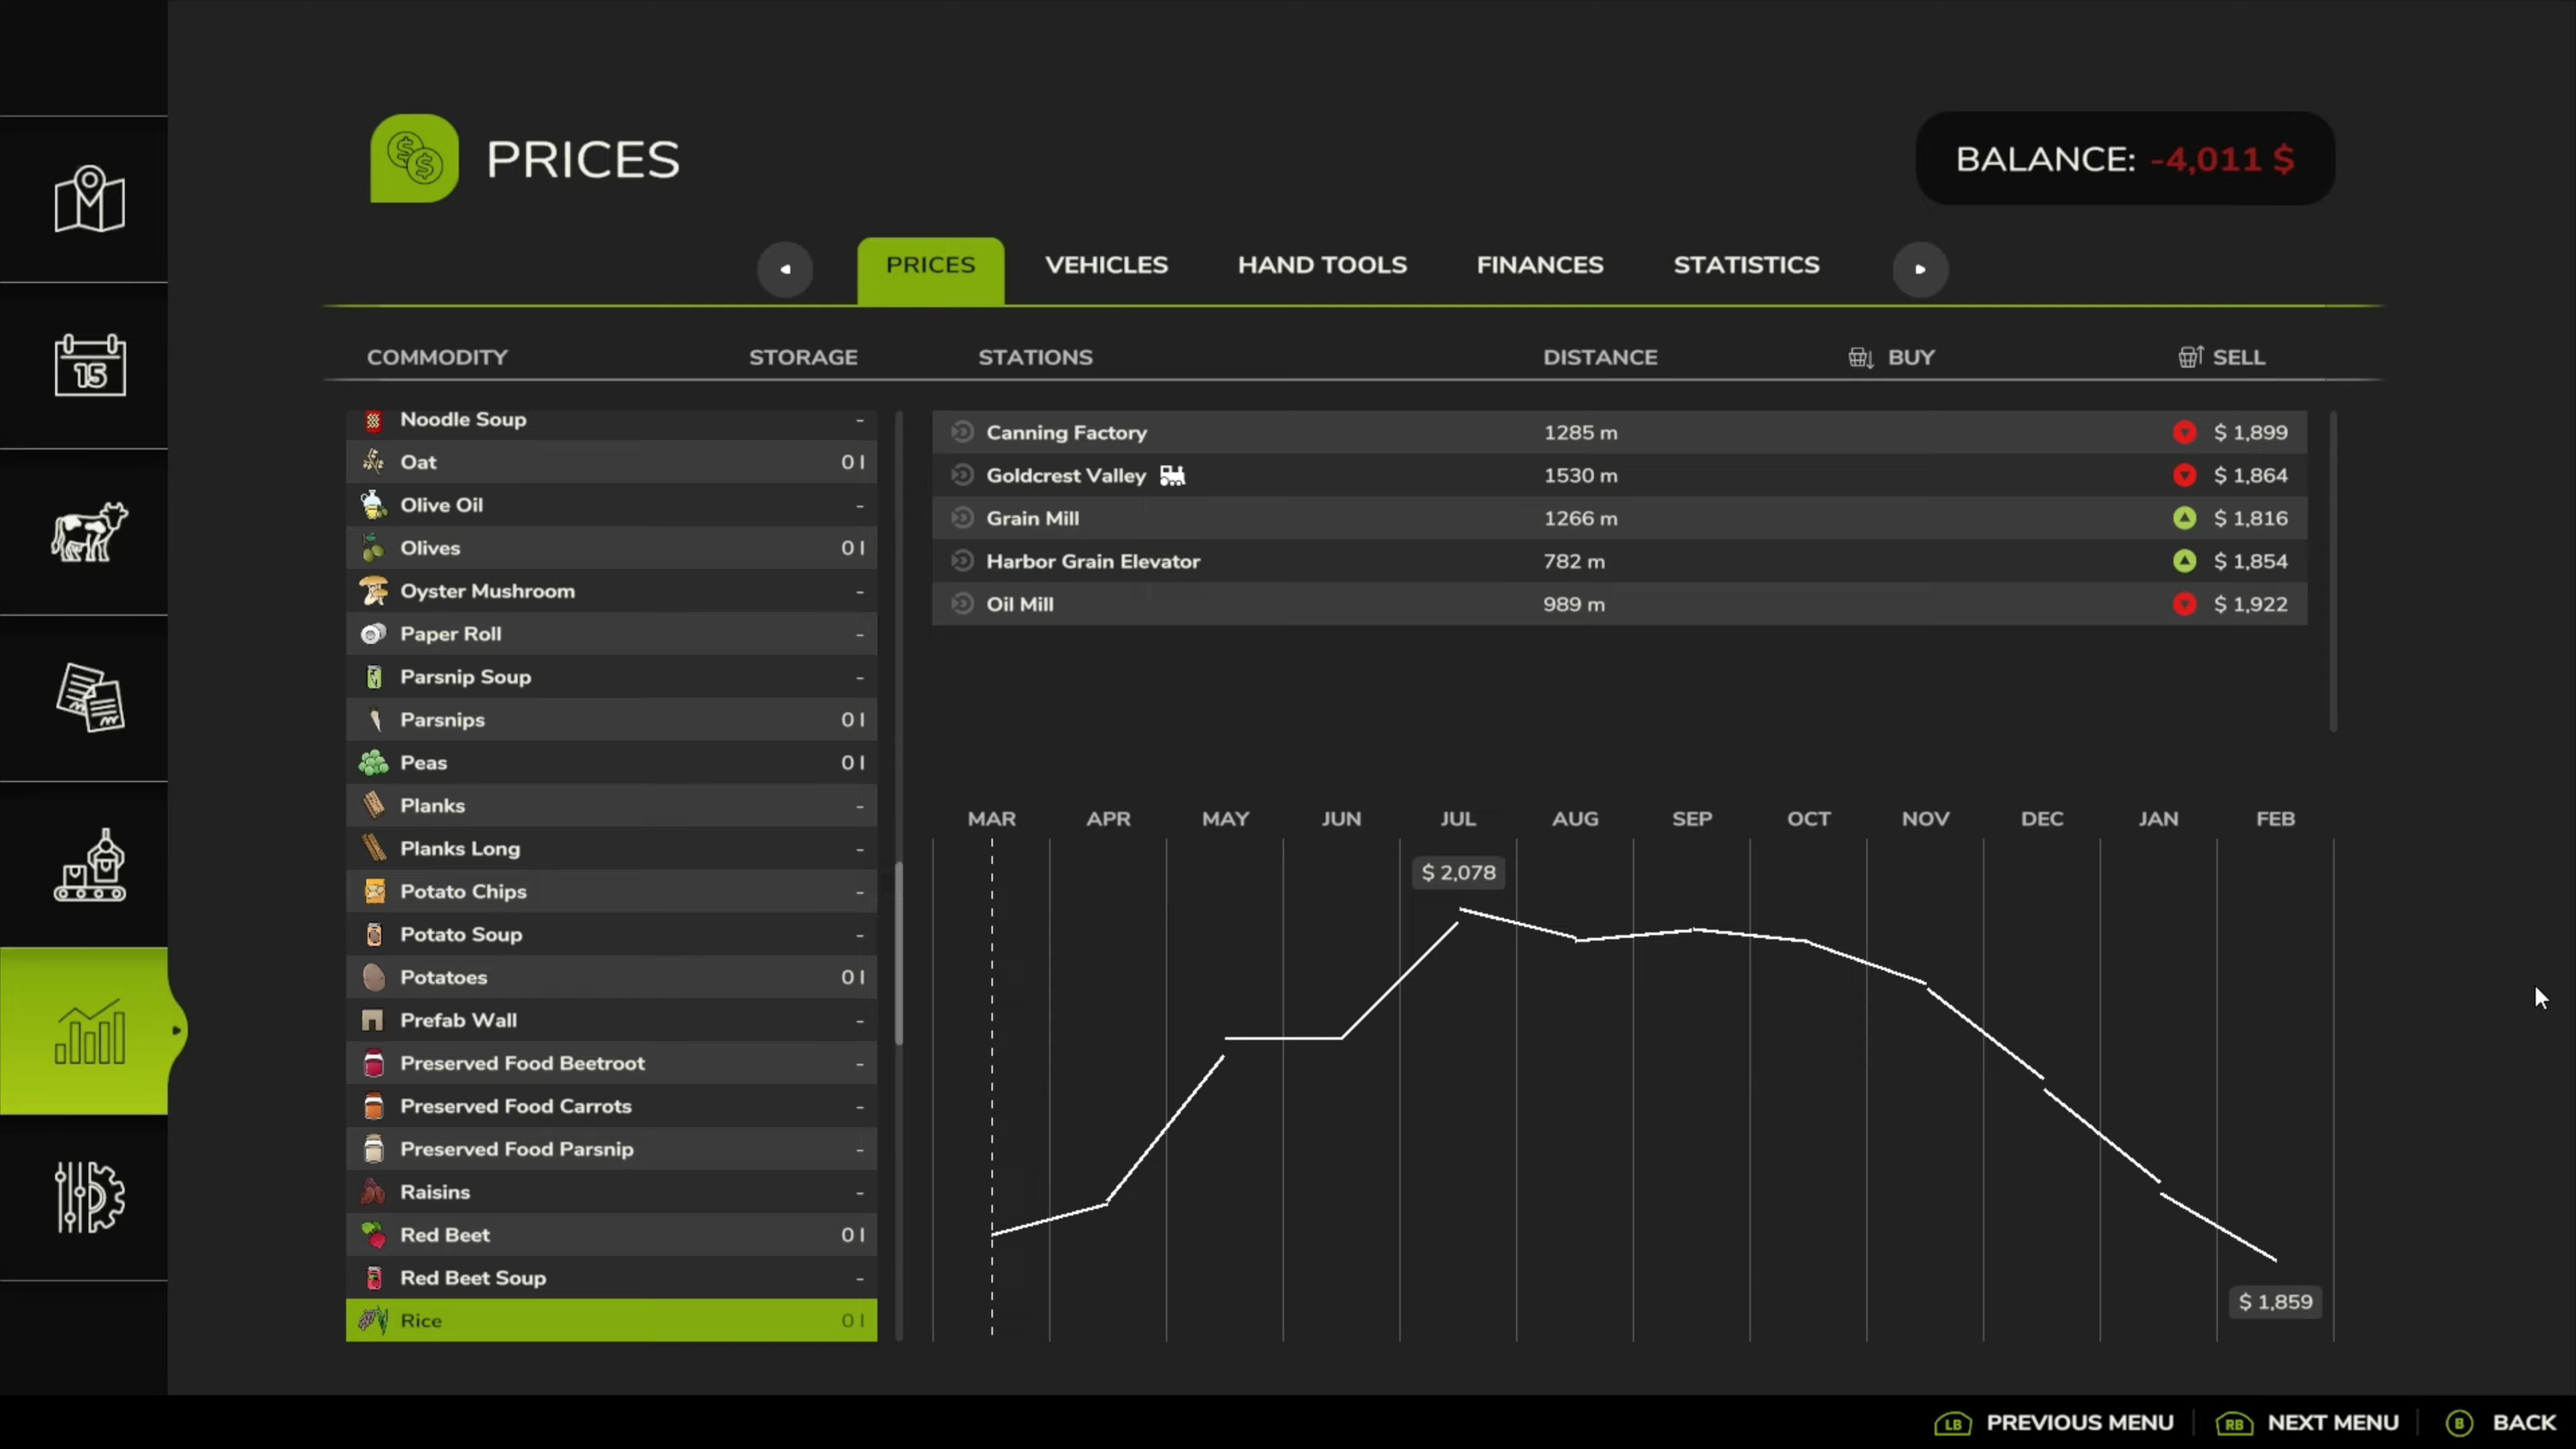 PRICES
BALANCE: -4,011 $
PRICES VEHICLES HAND TOOLS FINANCES STATISTICS
COMMODITY STORAGE STATIONS DISTANCE BUY SELL
Noodle Soup -
Oat 0 l
Olive Oil -
Olives 0 l
Oyster Mushroom -
Paper Roll -
Parsnip Soup -
Parsnips 0 l
Peas 0 l
Planks -
Planks Long -
Potato Chips -
Potato Soup -
Potatoes 0 l
Prefab Wall -
Preserved Food Beetroot -
Preserved Food Carrots -
Preserved Food Parsnip -
Raisins -
Red Beet 0 l
Red Beet Soup -
Rice 0 l
Canning Factory 1285 m $ 1,899
Goldcrest Valley 1530 m $ 1,864
Grain Mill 1266 m $ 1,816
Harbor Grain Elevator 782 m $ 1,854
Oil Mill 989 m $ 1,922
MAR APR MAY JUN JUL AUG SEP OCT NOV DEC JAN FEB
$ 2,078
$ 1,859
15
LB PREVIOUS MENU RB NEXT MENU B BACK